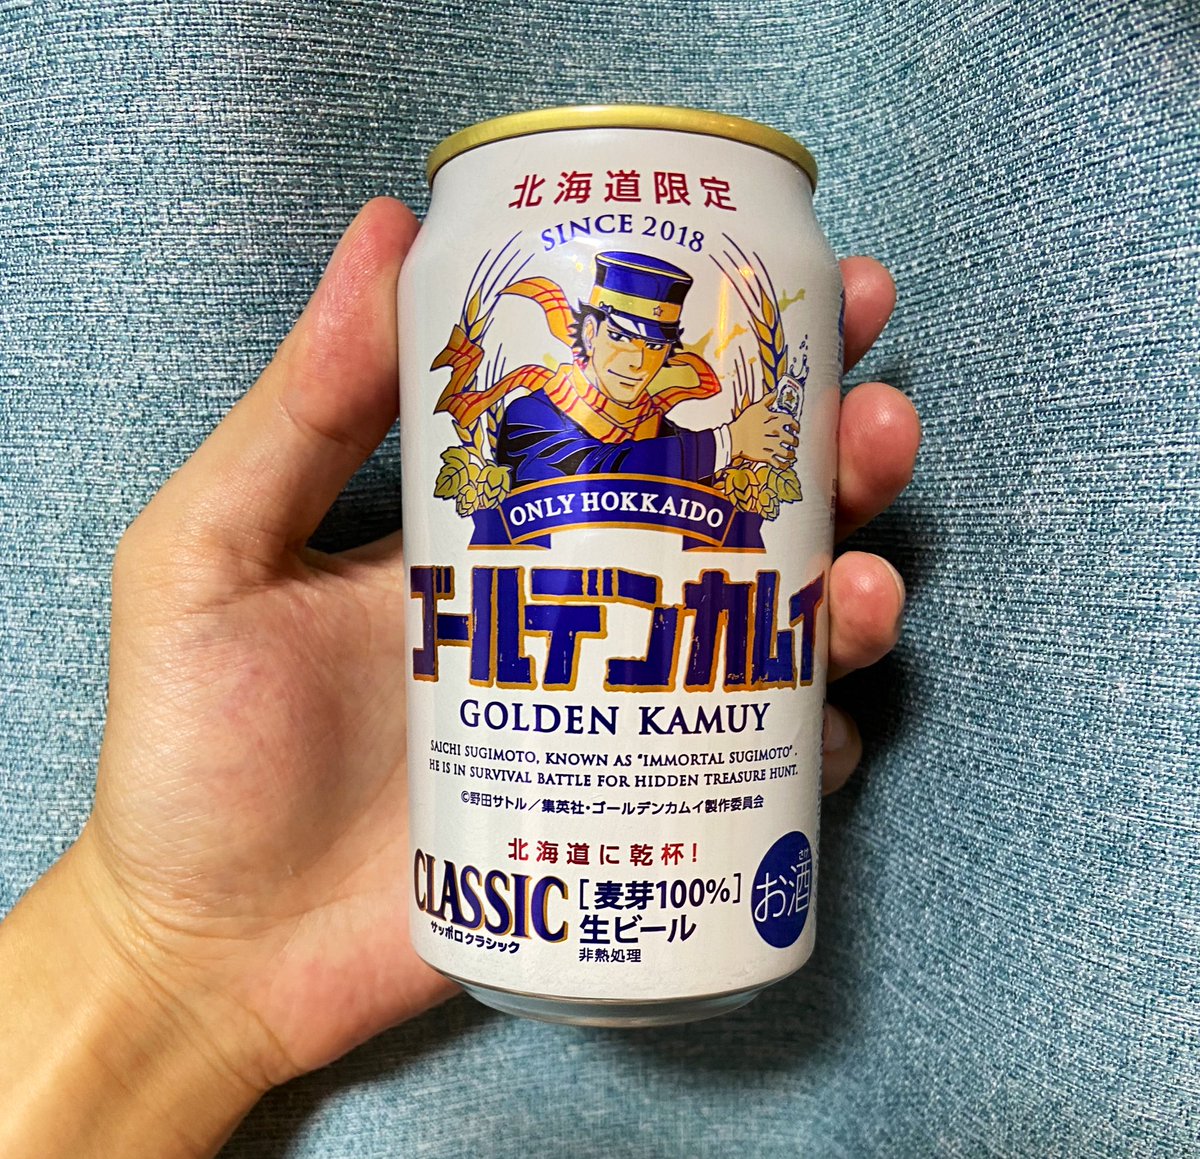 北海道限定
SINCE 2018
ONLY HOKKAIDO
ゴールデンカムイ
GOLDEN KAMUY
SAICHI SUGIMOTO, KNOWN AS "IMMORTAL SUGIMOTO".
HE IS IN SURVIVAL BATTLE FOR HIDDEN TREASURE HUNT.
©野田サトル/集英社・ゴールデンカムイ製作委員会
北海道に乾杯!
CLASSIC
サッポロクラシック
[麦芽100%]
生ビール
非熱処理
さけ
お酒